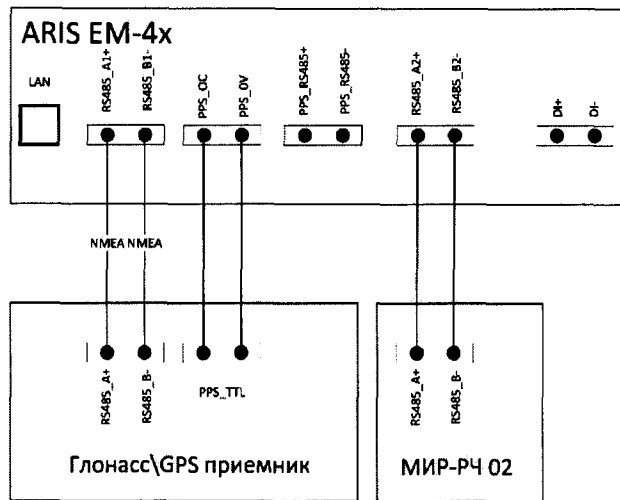 ARIS EM-4x
LAN
RS485_A1+
RS485_B1-
PPS_OC
PPS_0V
PPS_RS485+
PPS_RS485-
RS485_A2+
RS485_B2-
DI+
DI-
NMEA NMEA
RS485_A+
RS485_B-
PPS_TTL
RS485_A+
RS485_B-
Глонасс\GPS приемник
МИР-РЧ 02